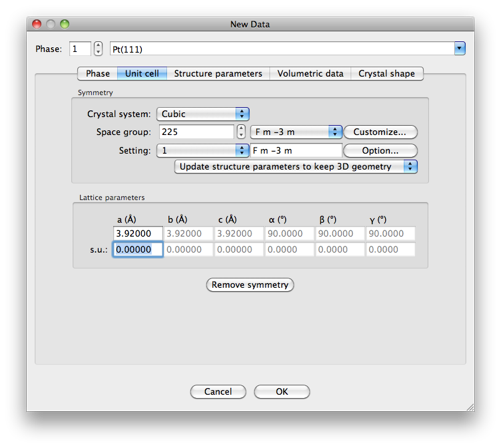 New Data
Phase: 1 Pt(111)
Phase Unit cell Structure parameters Volumetric data Crystal shape
Symmetry
Crystal system: Cubic
Space group: 225 F m -3 m Customize...
Setting: 1 F m -3 m Option...
Update structure parameters to keep 3D geometry
Lattice parameters
a (Å) b (Å) c (Å) α (°) β (°) γ (°)
3.92000 3.92000 3.92000 90.0000 90.0000 90.0000
s.u.: 0.00000 0.00000 0.00000 0.0000 0.0000 0.0000
Remove symmetry
Cancel OK